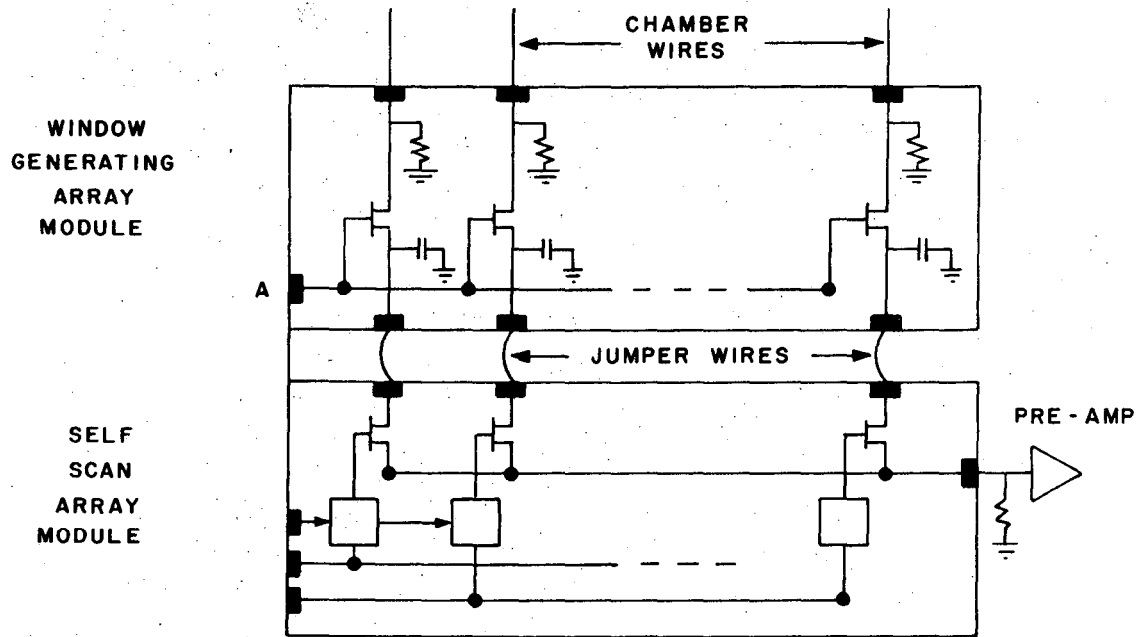 CHAMBER
WIRES
WINDOW
GENERATING
ARRAY
MODULE
A
JUMPER WIRES
PRE-AMP
SELF
SCAN
ARRAY
MODULE